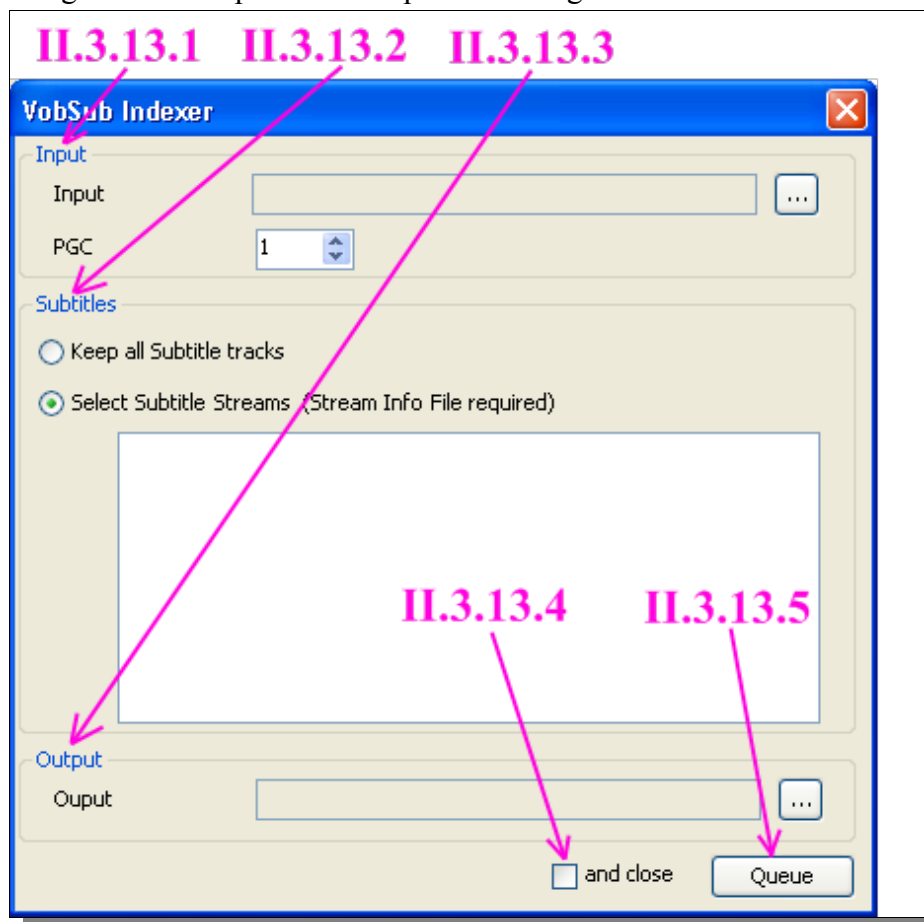 II.3.13.1 II.3.13.2 II.3.13.3
VobSub Indexer
Input
Input ...
PGC 1
Subtitles
Keep all Subtitle tracks
Select Subtitle Streams (Stream Info File required)
II.3.13.4 II.3.13.5
Output
Ouput ...
and close Queue